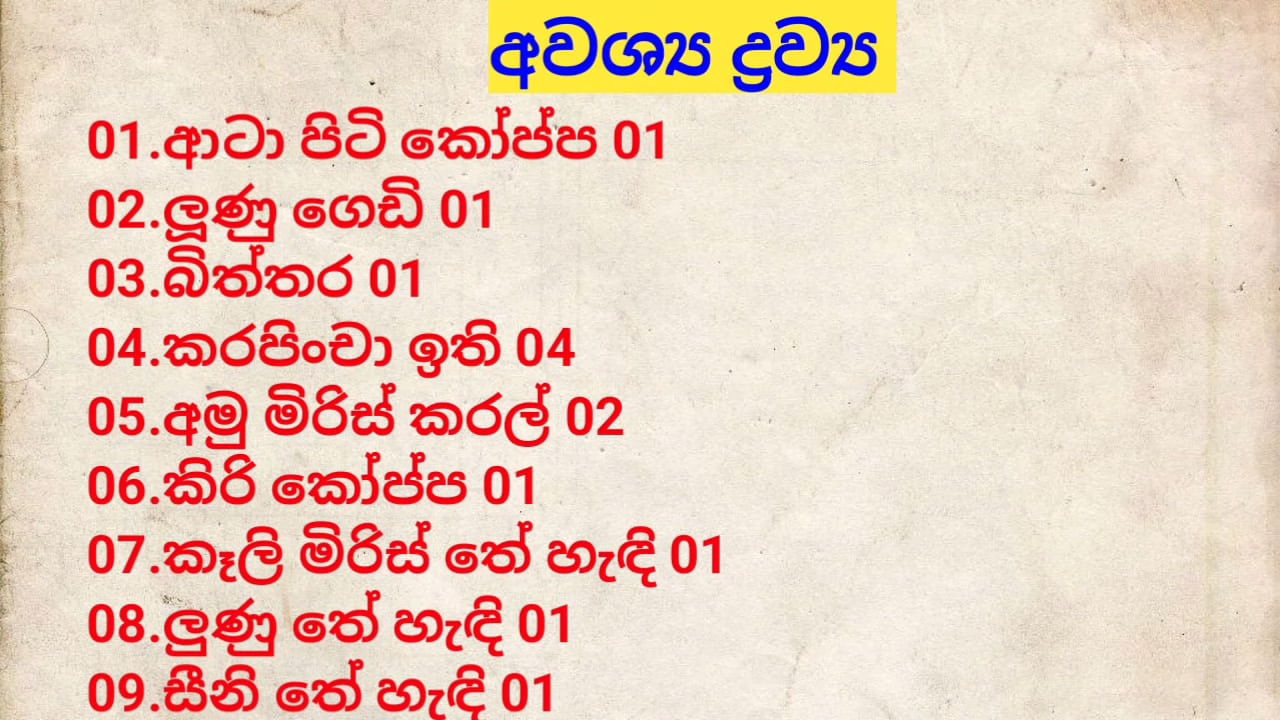 අවශ්‍ය ද්‍රව්‍ය
01.ආටා පිටි කෝප්ප 01
02.ලූණු ගෙඩි 01
03.බිත්තර 01
04.කරපිංචා ඉති 04
05.අමු මිරිස් කරල් 02
06.කිරි කෝප්ප 01
07.කෑලි මිරිස් තේ හැඳි 01
08.ලුණු තේ හැඳි 01
09.සීනි තේ හැඳි 01